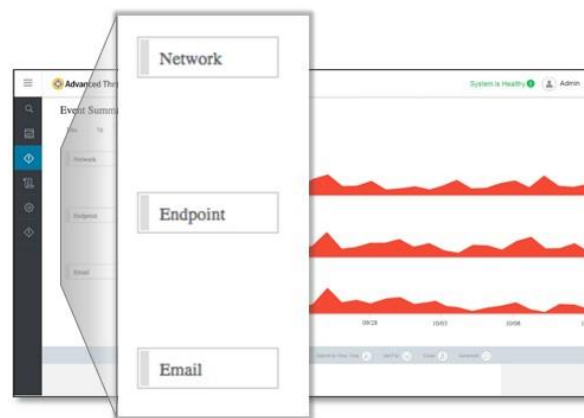 Network
Advanced Thr
System is Healthy
Admin
Event Summ
Network
Endpoint
Endpoint
Email
Email
09/28
10/03
10/08